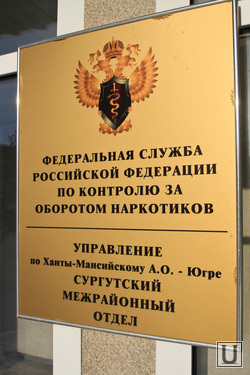 ФЕДЕРАЛЬНАЯ СЛУЖБА
РОССИЙСКОЙ ФЕДЕРАЦИИ
ПО КОНТРОЛЮ ЗА
ОБОРОТОМ НАРКОТИКОВ
УПРАВЛЕНИЕ
по Ханты-Мансийскому А.О. - Югре
СУРГУТСКИЙ
МЕЖРАЙОННЫЙ
ОТДЕЛ
U